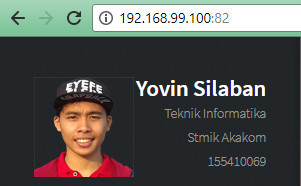 192.168.99.100:82
EYEFE
Yovin Silaban
Teknik Informatika
Stmik Akakom
155410069